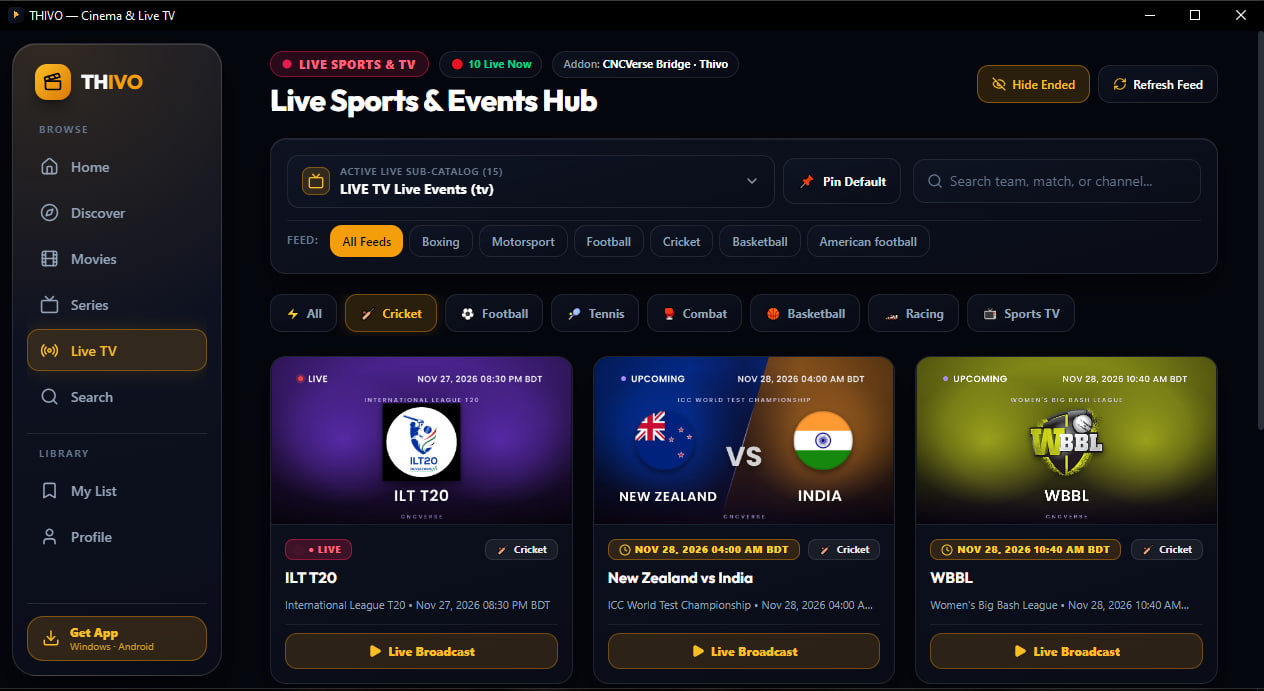 THIVO — Cinema & Live TV
THIVO
BROWSE
Home
Discover
Movies
Series
Live TV
Search
LIBRARY
My List
Profile
Get App
Windows · Android
LIVE SPORTS & TV
10 Live Now
Addon: CNCVerse Bridge · Thivo
Live Sports & Events Hub
Hide Ended
Refresh Feed
ACTIVE LIVE SUB-CATALOG (15)
LIVE TV Live Events (tv)
Pin Default
Search team, match, or channel...
FEED:
All Feeds
Boxing
Motorsport
Football
Cricket
Basketball
American football
All
Cricket
Football
Tennis
Combat
Basketball
Racing
Sports TV
LIVE
NOV 27, 2026 08:30 PM BDT
INTERNATIONAL LEAGUE T20
ILT20
ILT T20
CNCVERSE
• LIVE
Cricket
ILT T20
International League T20 • Nov 27, 2026 08:30 PM BDT
Live Broadcast
UPCOMING
NOV 28, 2026 04:00 AM BDT
ICC WORLD TEST CHAMPIONSHIP
VS
NEW ZEALAND
INDIA
CNCVERSE
NOV 28, 2026 04:00 AM BDT
Cricket
New Zealand vs India
ICC World Test Championship • Nov 28, 2026 04:00 A...
Live Broadcast
UPCOMING
NOV 28, 2026 10:40 AM BDT
WOMEN'S BIG BASH LEAGUE
WBBL
WBBL
CNCVERSE
NOV 28, 2026 10:40 AM BDT
Cricket
WBBL
Women's Big Bash League • Nov 28, 2026 10:40 AM...
Live Broadcast